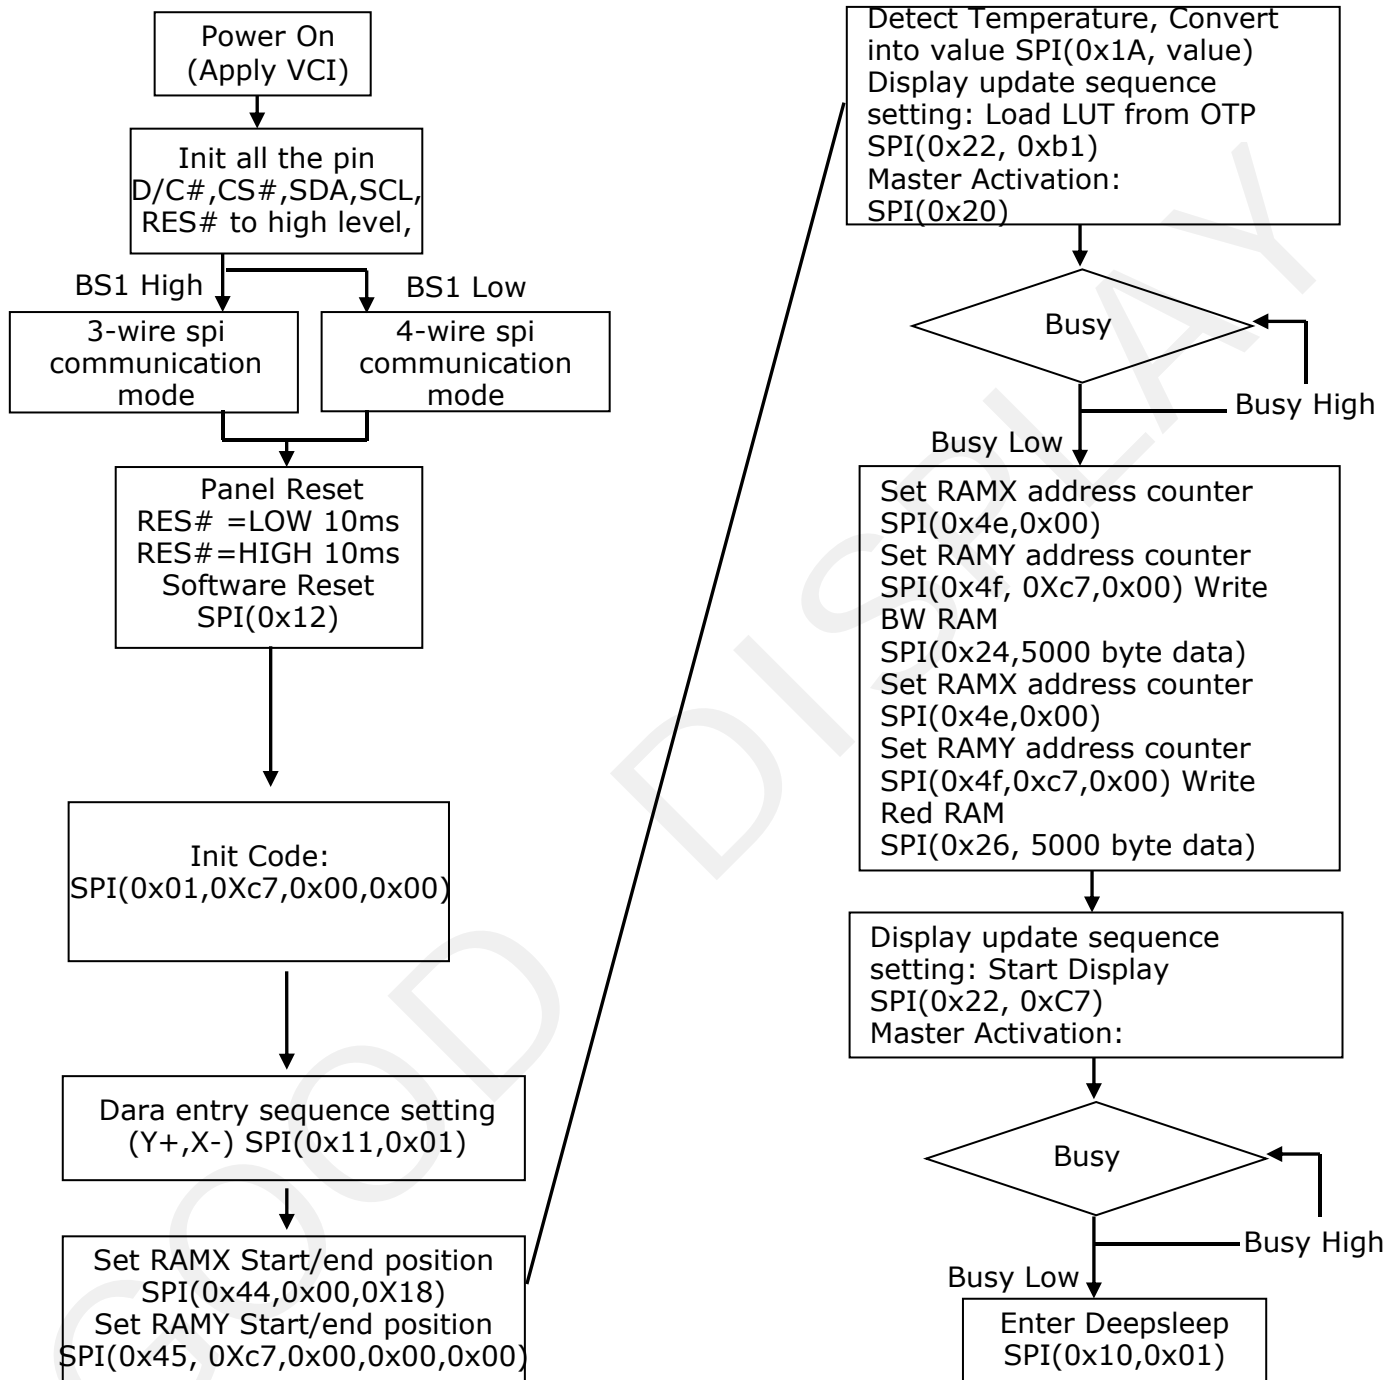 Power On
(Apply VCI)
Init all the pin
D/C#,CS#,SDA,SCL,
RES# to high level,
BS1 High
BS1 Low
3-wire spi
communication
mode
4-wire spi
communication
mode
Panel Reset
RES# =LOW 10ms
RES#=HIGH 10ms
Software Reset
SPI(0x12)
Init Code:
SPI(0x01,0Xc7,0x00,0x00)
Dara entry sequence setting
(Y+,X-) SPI(0x11,0x01)
Set RAMX Start/end position
SPI(0x44,0x00,0X18)
Set RAMY Start/end position
SPI(0x45, 0Xc7,0x00,0x00,0x00)
Detect Temperature, Convert
into value SPI(0x1A, value)
Display update sequence
setting: Load LUT from OTP
SPI(0x22, 0xb1)
Master Activation:
SPI(0x20)
Busy
Busy High
Busy Low
Set RAMX address counter
SPI(0x4e,0x00)
Set RAMY address counter
SPI(0x4f, 0Xc7,0x00) Write
BW RAM
SPI(0x24,5000 byte data)
Set RAMX address counter
SPI(0x4e,0x00)
Set RAMY address counter
SPI(0x4f,0xc7,0x00) Write
Red RAM
SPI(0x26, 5000 byte data)
Display update sequence
setting: Start Display
SPI(0x22, 0xC7)
Master Activation:
Busy
Busy High
Busy Low
Enter Deepsleep
SPI(0x10,0x01)
GOOD DISPLAY